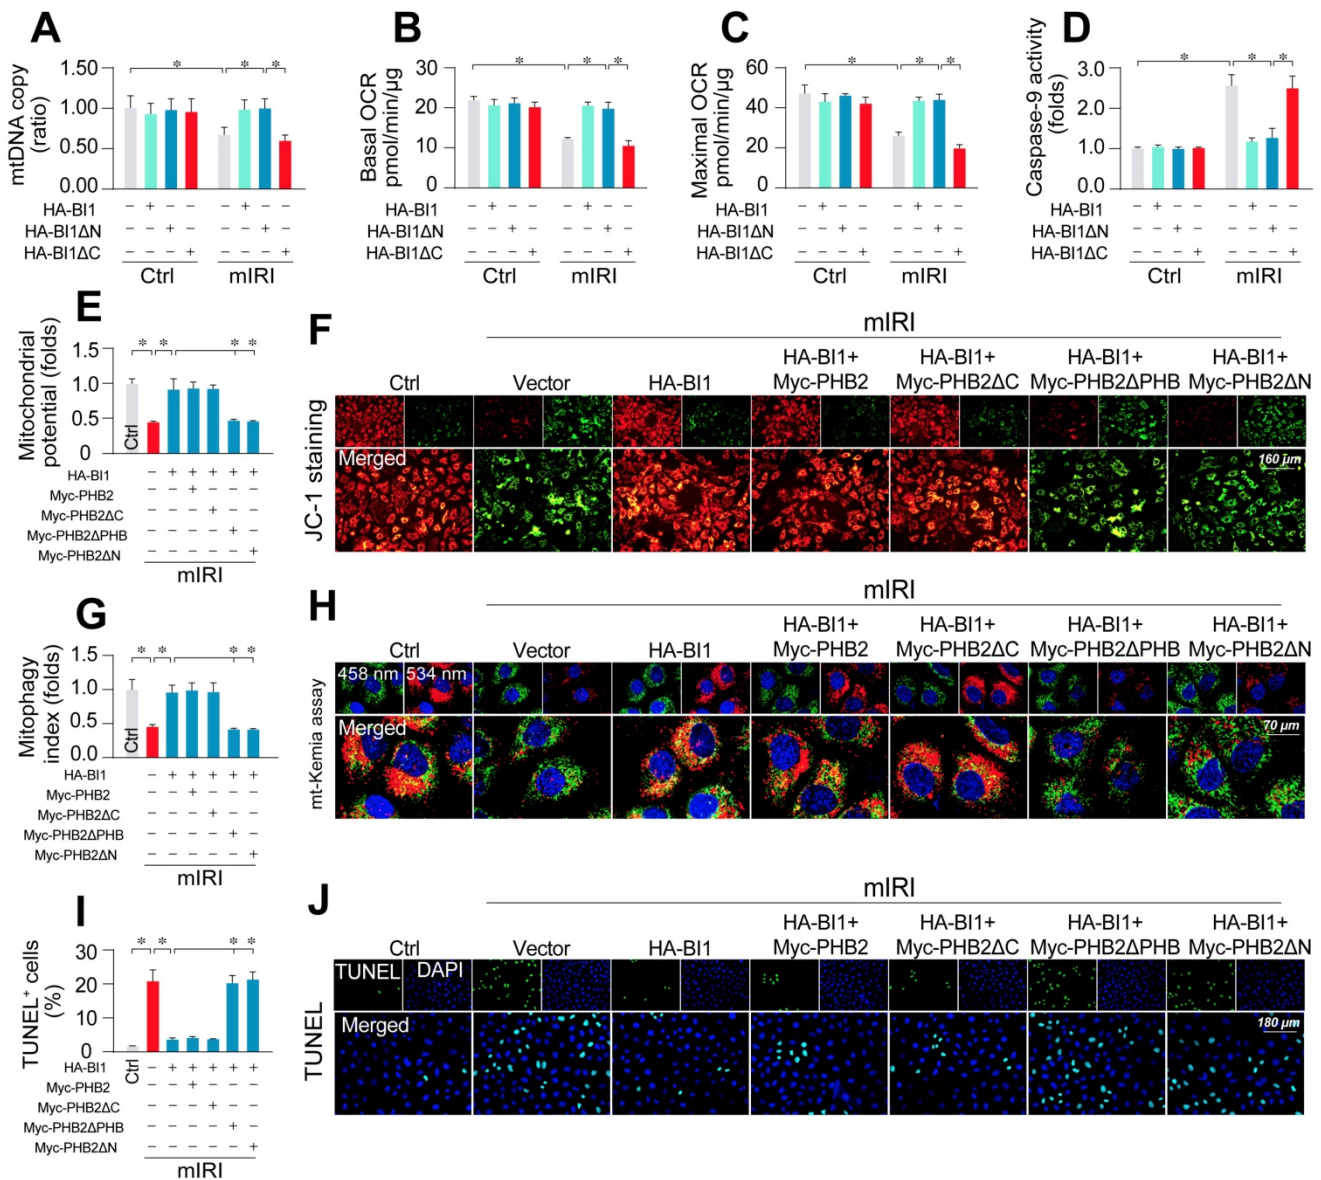 A
mtDNA copy
(ratio)
1.50
1.00
0.50
0.00
* * *
HA-BI1 − + − − − + − −
HA-BI1ΔN − − + − − − + −
HA-BI1ΔC − − − + − − − +
Ctrl mIRI
B
Basal OCR
pmol/min/µg
30
20
10
0
* * *
HA-BI1 − + − − − + − −
HA-BI1ΔN − − + − − − + −
HA-BI1ΔC − − − + − − − +
Ctrl mIRI
C
Maximal OCR
pmol/min/µg
60
40
20
0
* * *
HA-BI1 − + − − − + − −
HA-BI1ΔN − − + − − − + −
HA-BI1ΔC − − − + − − − +
Ctrl mIRI
D
Caspase-9 activity
(folds)
3.0
2.0
1.0
0.0
* * *
HA-BI1 − + − − − + − −
HA-BI1ΔN − − + − − − + −
HA-BI1ΔC − − − + − − − +
Ctrl mIRI
E
Mitochondrial
potential (folds)
1.5
1.0
0.5
0
* * * *
Ctrl
HA-BI1 − + + + + +
Myc-PHB2 − − + − − −
Myc-PHB2ΔC − − − + − −
Myc-PHB2ΔPHB − − − − + −
Myc-PHB2ΔN − − − − − +
mIRI
F
mIRI
HA-BI1+ HA-BI1+ HA-BI1+ HA-BI1+
Ctrl Vector HA-BI1 Myc-PHB2 Myc-PHB2ΔC Myc-PHB2ΔPHB Myc-PHB2ΔN
JC-1 staining
Merged
160 µm
G
Mitophagy
index (folds)
1.5
1.0
0.5
0.0
* * * *
Ctrl
HA-BI1 − + + + + +
Myc-PHB2 − − + − − −
Myc-PHB2ΔC − − − + − −
Myc-PHB2ΔPHB − − − − + −
Myc-PHB2ΔN − − − − − +
mIRI
H
mIRI
HA-BI1+ HA-BI1+ HA-BI1+ HA-BI1+
Ctrl Vector HA-BI1 Myc-PHB2 Myc-PHB2ΔC Myc-PHB2ΔPHB Myc-PHB2ΔN
mt-Kemia assay
458 nm 534 nm
Merged
70 µm
I
TUNEL+ cells
(%)
30
20
10
0
* * * *
Ctrl
HA-BI1 − + + + + +
Myc-PHB2 − − + − − −
Myc-PHB2ΔC − − − + − −
Myc-PHB2ΔPHB − − − − + −
Myc-PHB2ΔN − − − − − +
mIRI
J
mIRI
HA-BI1+ HA-BI1+ HA-BI1+ HA-BI1+
Ctrl Vector HA-BI1 Myc-PHB2 Myc-PHB2ΔC Myc-PHB2ΔPHB Myc-PHB2ΔN
TUNEL
TUNEL DAPI
Merged
180 µm